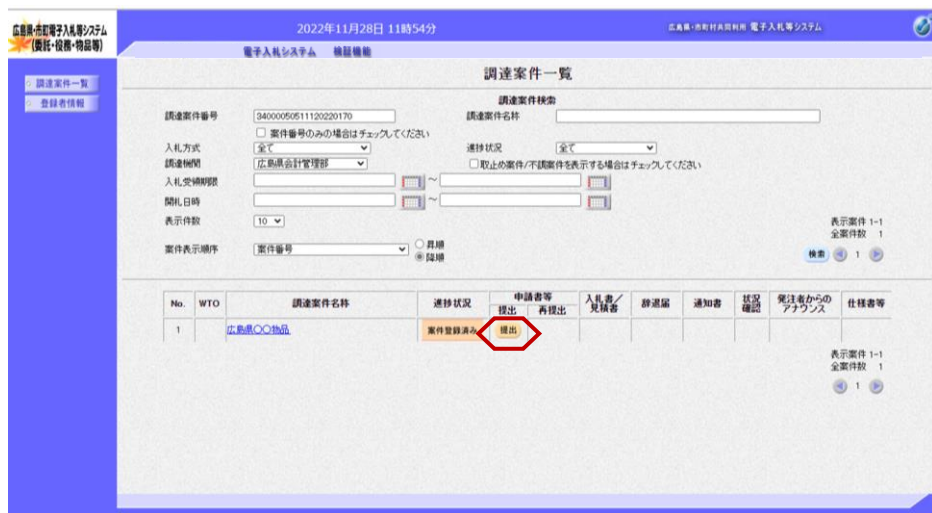 広島県・市町電子入札等システム
(委託・役務・物品等)
2022年11月28日 11時54分
広島県・市町村共同利用 電子入札等システム
電子入札システム 検証機能
調達案件一覧
登録者情報
調達案件一覧
調達案件検索
調達案件番号 34000050511120220170 調達案件名称
案件番号のみの場合はチェックしてください
入札方式 全て 進捗状況 全て
調達機関 広島県会計管理部 取止め案件/不調案件を表示する場合はチェックしてください
入札受領期限 ～
開札日時 ～
表示件数 10
表示案件 1-1
全案件数 1
案件表示順序 案件番号 昇順
降順
検索 1
No. WTO 調達案件名称 進捗状況 申請書等 入札書/見積書 辞退届 通知書 状況確認 発注者からのアナウンス 仕様書等
提出 再提出
1 広島県〇〇物品 案件登録済み 提出
表示案件 1-1
全案件数 1
1